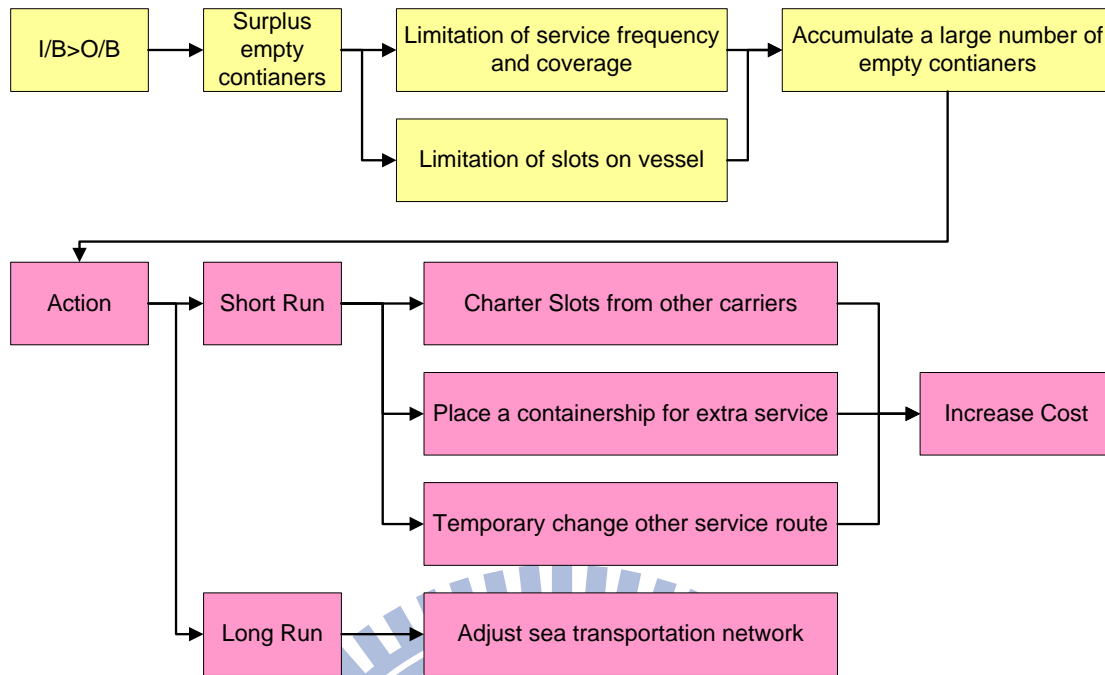 I/B>O/B
Surplus
empty
contianers
Limitation of service frequency
and coverage
Accumulate a large number of
empty contianers
Limitation of slots on vessel
Action
Short Run
Charter Slots from other carriers
Place a containership for extra service
Increase Cost
Temporary change other service route
Long Run
Adjust sea transportation network